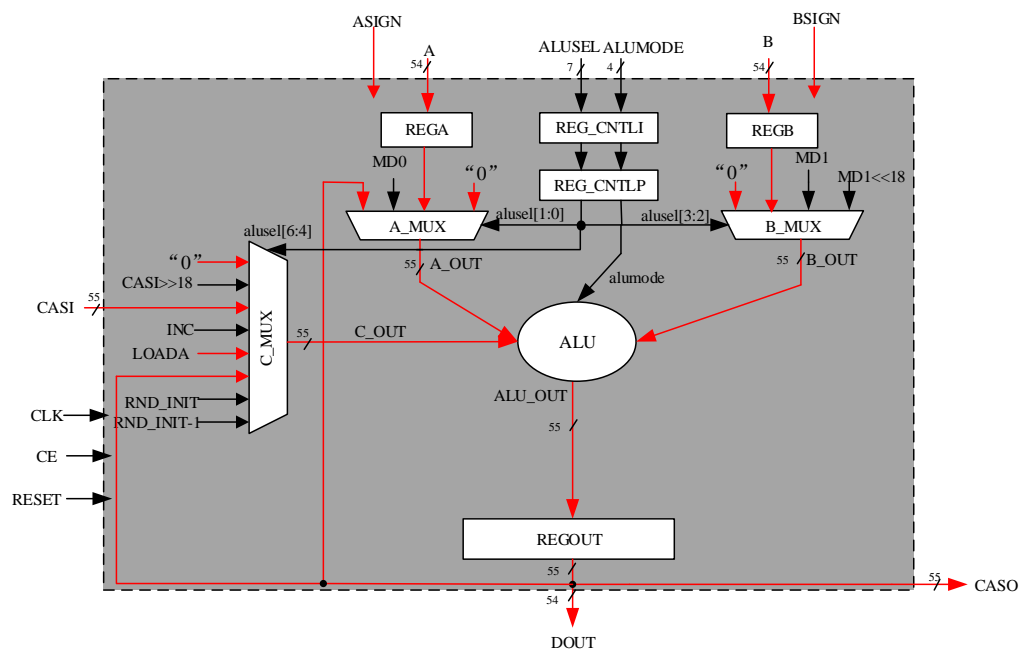 ASIGN
BSIGN
A
ALUSEL
ALUMODE
B
54
7
4
54
REGA
REG_CNTLI
REGB
MD0
“0”
REG_CNTLP
“0”
MD1
MD1<<18
A_MUX
alusel[1:0]
alusel[3:2]
B_MUX
alusel[6:4]
“0”
55
A_OUT
55
B_OUT
CASI>>18
alumode
CASI
55
INC
C_MUX
55
C_OUT
ALU
LOADA
RND_INIT
ALU_OUT
CLK
RND_INIT-1
55
CE
RESET
REGOUT
55
55
CASO
54
DOUT